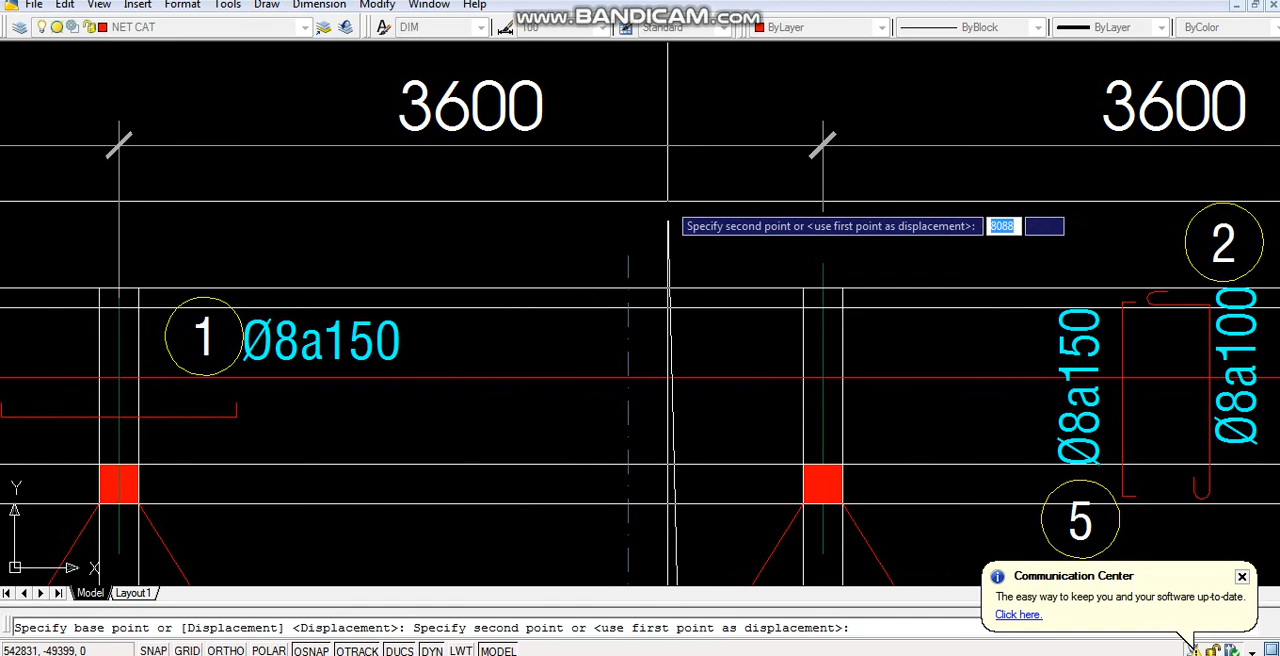 File Edit View Insert Format Tools Draw Dimension Modify Window Help
www.BANDICAM.com
NET CAT DIM 100 Standard ByLayer ByBlock ByLayer ByColor
3600 3600
Specify second point or <use first point as displacement>: 8088
2
1 Ø8a150
Ø8a150
Ø8a100
5
Y
X
Communication Center
The easy way to keep you and your software up-to-date.
Click here.
Model Layout1
Specify base point or [Displacement] <Displacement>: Specify second point or <use first point as displacement>:
542831, -49399, 0 SNAP GRID ORTHO POLAR OSNAP OTRACK DUCS DYN LWT MODEL